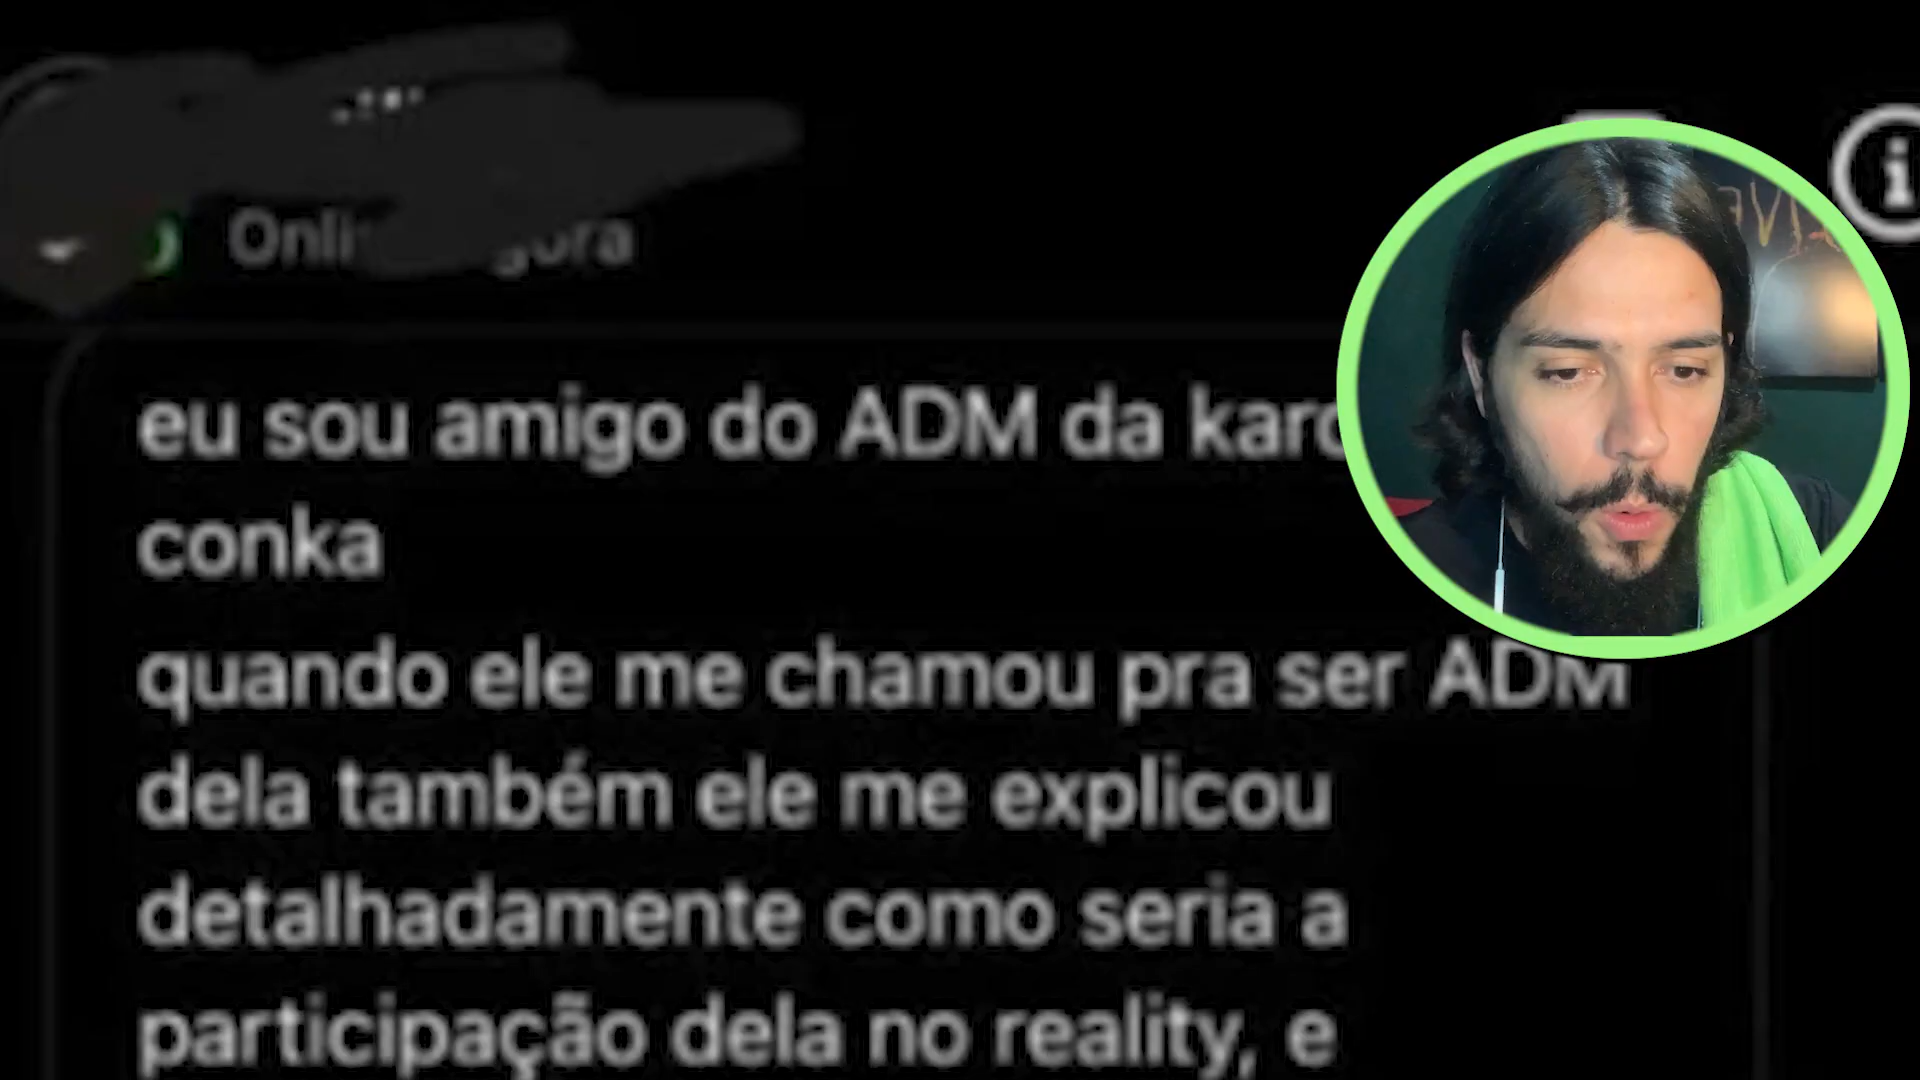 eu sou amigo do ADM da
conka
quando ele me chamou pra ser ADM
dela também ele me explicou
detalhadamente como seria a
participação dela no reality, e